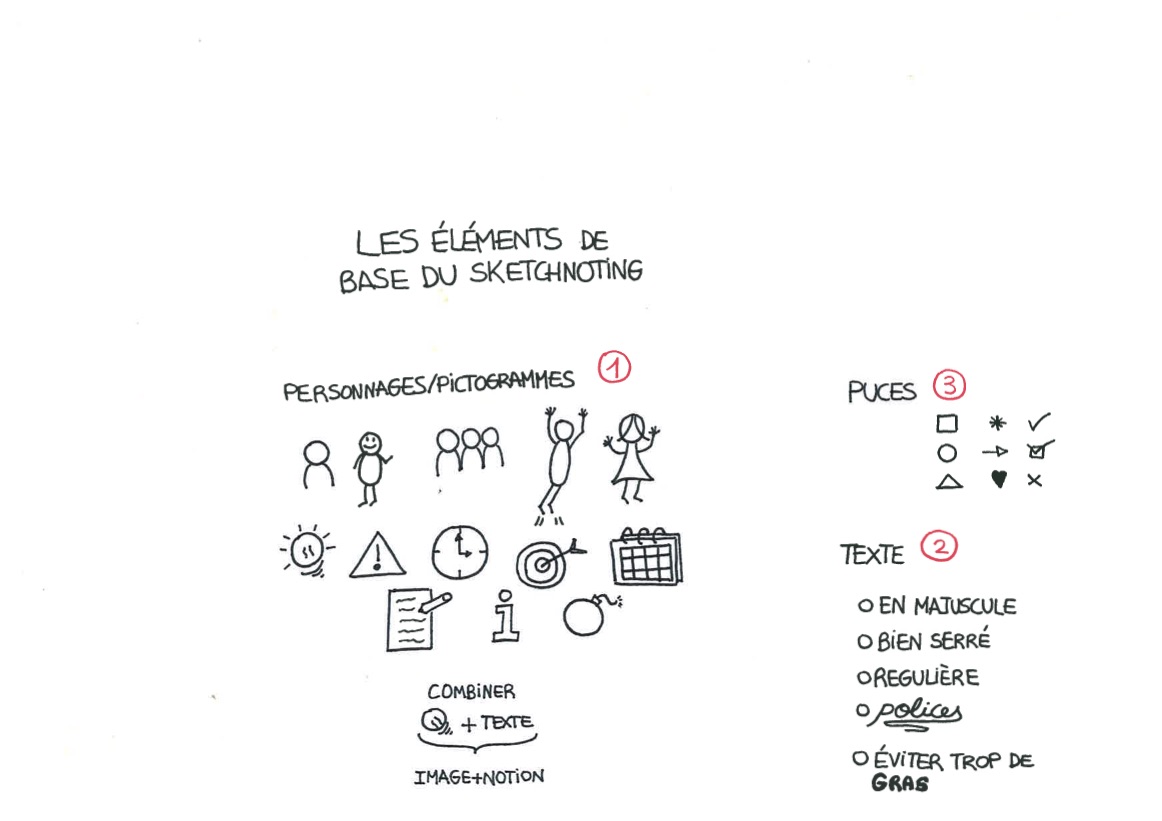 LES ÉLÉMENTS DE
BASE DU SKETCHNOTING
PERSONNAGES/PICTOGRAMMES 1
COMBINER
+ TEXTE
IMAGE+NOTION
PUCES 3
TEXTE 2
EN MAJUSCULE
BIEN SERRÉ
REGULIÈRE
polices
ÉVITER TROP DE
GRAS